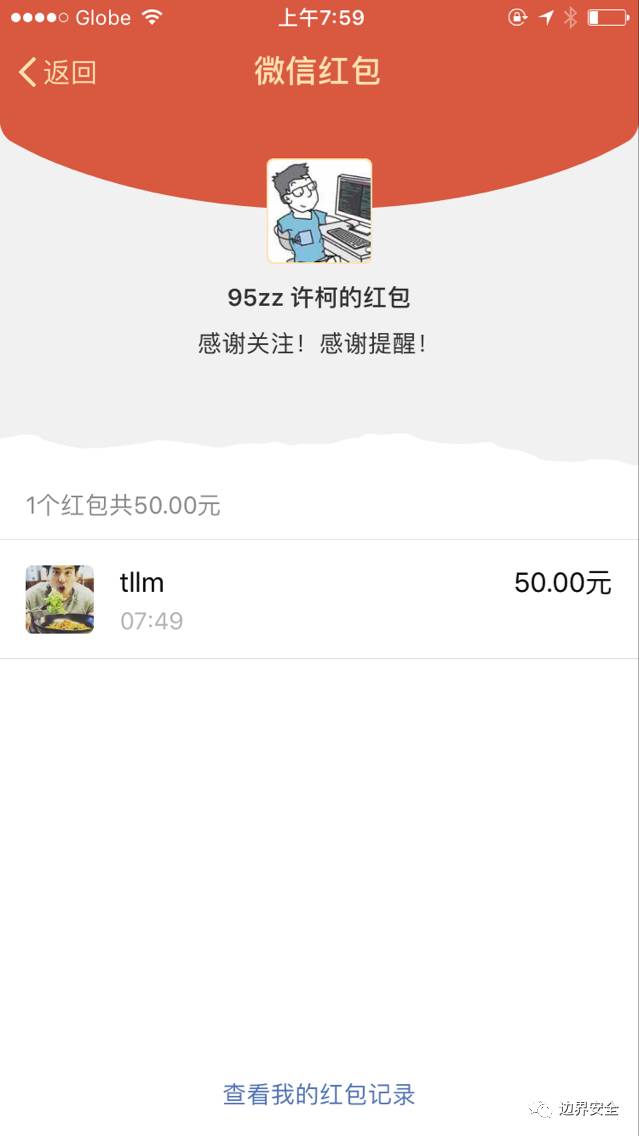 Globe 上午7:59
返回 微信红包
95zz 许柯的红包
感谢关注！感谢提醒！
1个红包共50.00元
tllm 50.00元
07:49
查看我的红包记录
边界安全